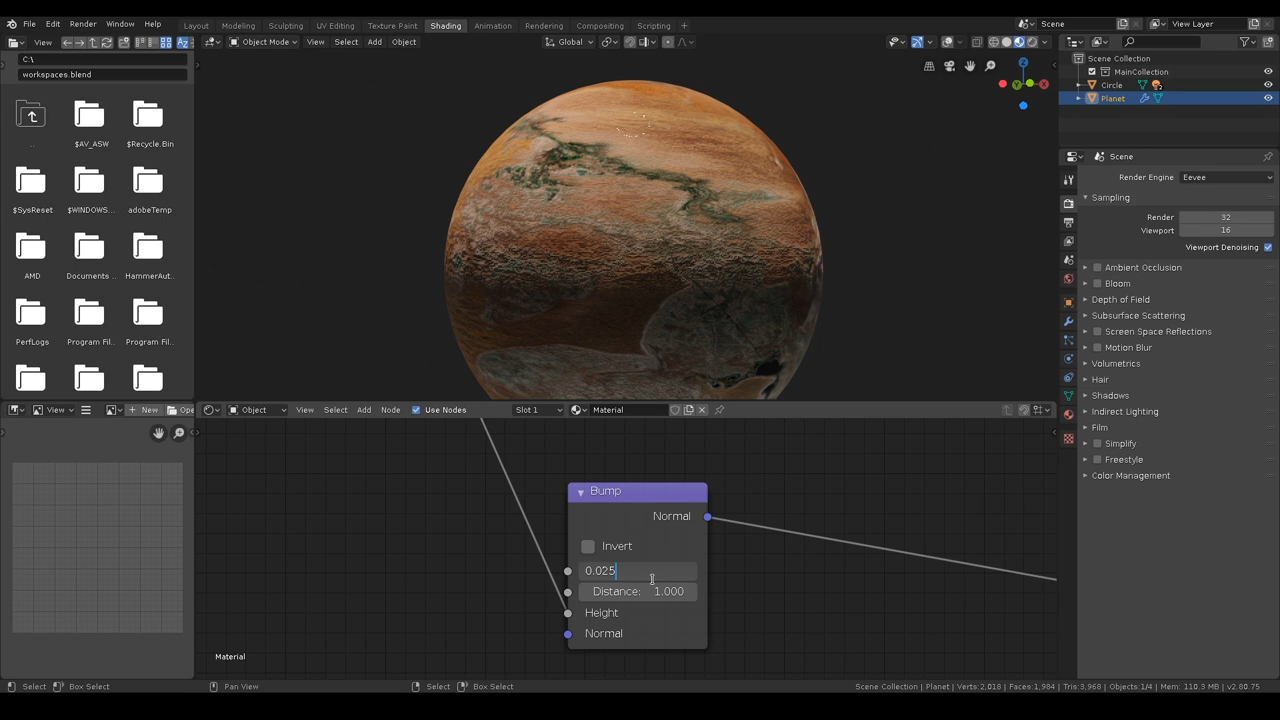 File Edit Render Window Help Layout Modeling Sculpting UV Editing Texture Paint Shading Animation Rendering Compositing Scripting + Scene View Layer
View
Object Mode View Select Add Object Global
C:\
workspaces.blend
..
$AV_ASW
$Recycle.Bin
$SysReset
$WINDOWS...
adobeTemp
AMD
Documents ..
HammerAut..
PerfLogs
Program Fil..
Program Fil..
Scene Collection
MainCollection
Circle
2
Planet
Scene
Render Engine Eevee
Sampling
Render 32
Viewport 16
Viewport Denoising
Ambient Occlusion
Bloom
Depth of Field
Subsurface Scattering
Screen Space Reflections
Motion Blur
Volumetrics
Hair
Shadows
Indirect Lighting
Film
Simplify
Freestyle
Color Management
Z
X
Y
View New Ope
Object View Select Add Node Use Nodes Slot 1 Material
Bump
Normal
Invert
0.025
Distance: 1.000
Height
Normal
Material
Select Box Select Pan View Select Box Select Scene Collection | Planet | Verts:2,018 | Faces:1,984 | Tris:3,968 | Objects:1/4 | Mem: 110.3 MB | v2.80.75